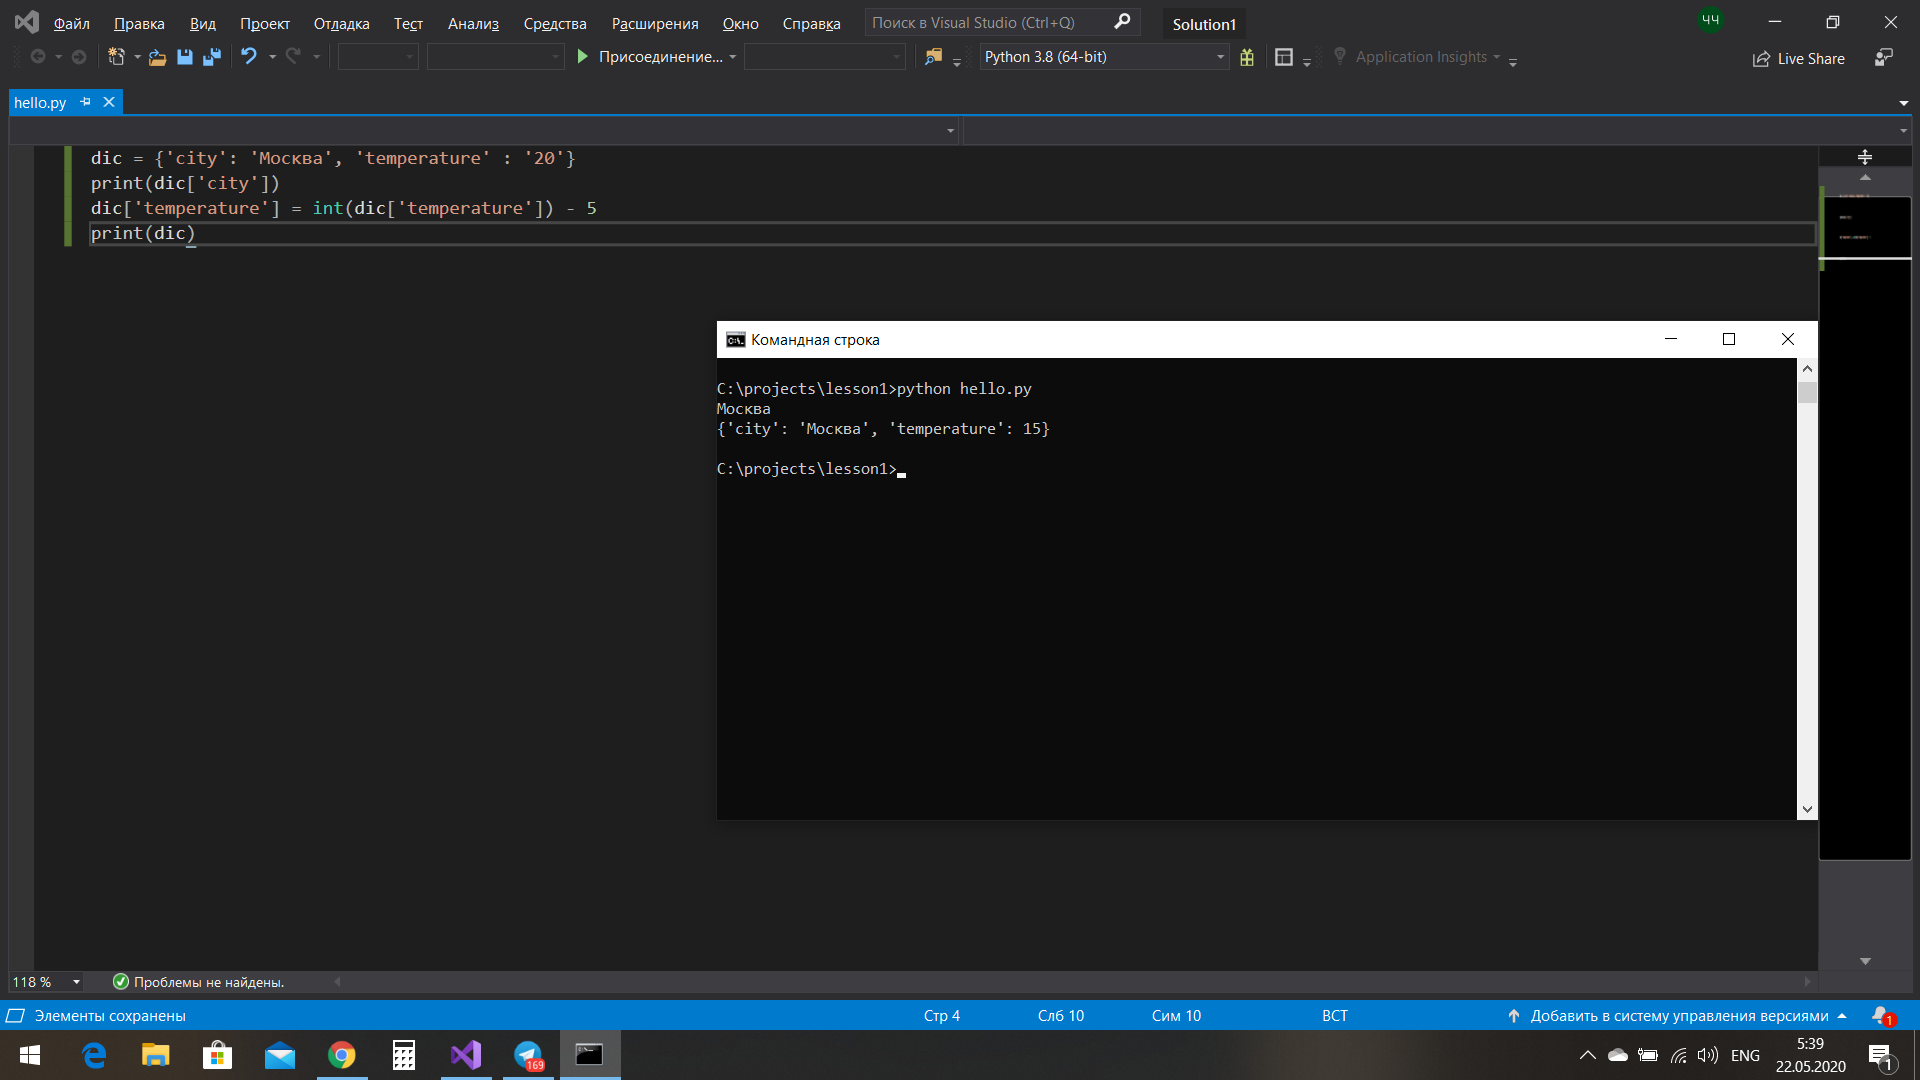 Файл Правка Вид Проект Отладка Тест Анализ Средства Расширения Окно Справка Поиск в Visual Studio (Ctrl+Q) Solution1 ЧЧ
Присоединение... Python 3.8 (64-bit) Application Insights Live Share
hello.py
dic = {'city': 'Москва', 'temperature' : '20'}
print(dic['city'])
dic['temperature'] = int(dic['temperature']) - 5
print(dic)
Командная строка
C:\projects\lesson1>python hello.py
Москва
{'city': 'Москва', 'temperature': 15}
C:\projects\lesson1>
118 % Проблемы не найдены.
Элементы сохранены Стр 4 Слб 10 Сим 10 ВСТ Добавить в систему управления версиями 1
169 ENG 5:39
22.05.2020 1